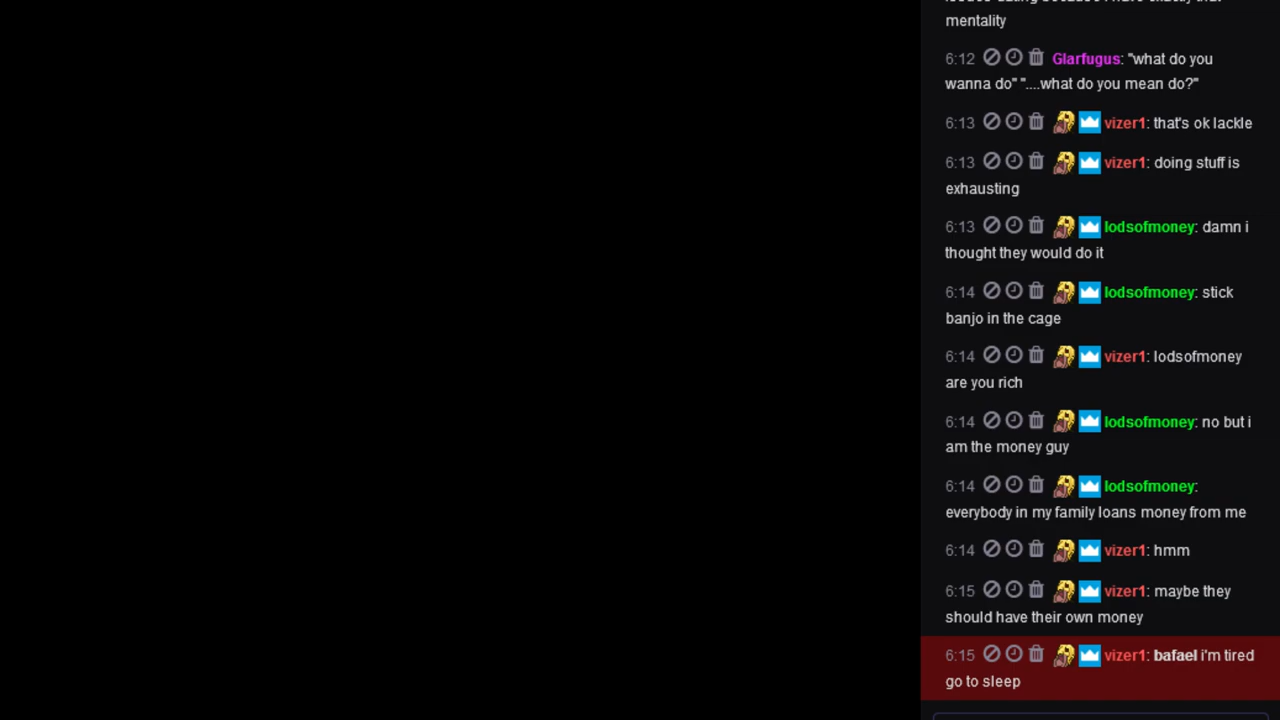 mentality
6:12 Glarfugus: "what do you
wanna do" "....what do you mean do?"
6:13 vizer1: that's ok lackle
6:13 vizer1: doing stuff is
exhausting
6:13 lodsofmoney: damn i
thought they would do it
6:14 lodsofmoney: stick
banjo in the cage
6:14 vizer1: lodsofmoney
are you rich
6:14 lodsofmoney: no but i
am the money guy
6:14 lodsofmoney:
everybody in my family loans money from me
6:14 vizer1: hmm
6:15 vizer1: maybe they
should have their own money
6:15 vizer1: bafael i'm tired
go to sleep